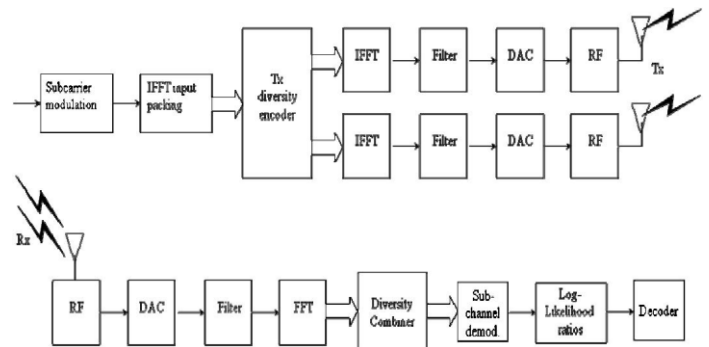 Subcarrier
modulation
IFFT input
packing
Tx
diversity
encoder
IFFT
Filter
DAC
RF
Tx
IFFT
Filter
DAC
RF
Rx
RF
DAC
Filter
FFT
Diversity
Combiner
Sub-
channel
demod.
Log-
Likelihood
ratios
Decoder